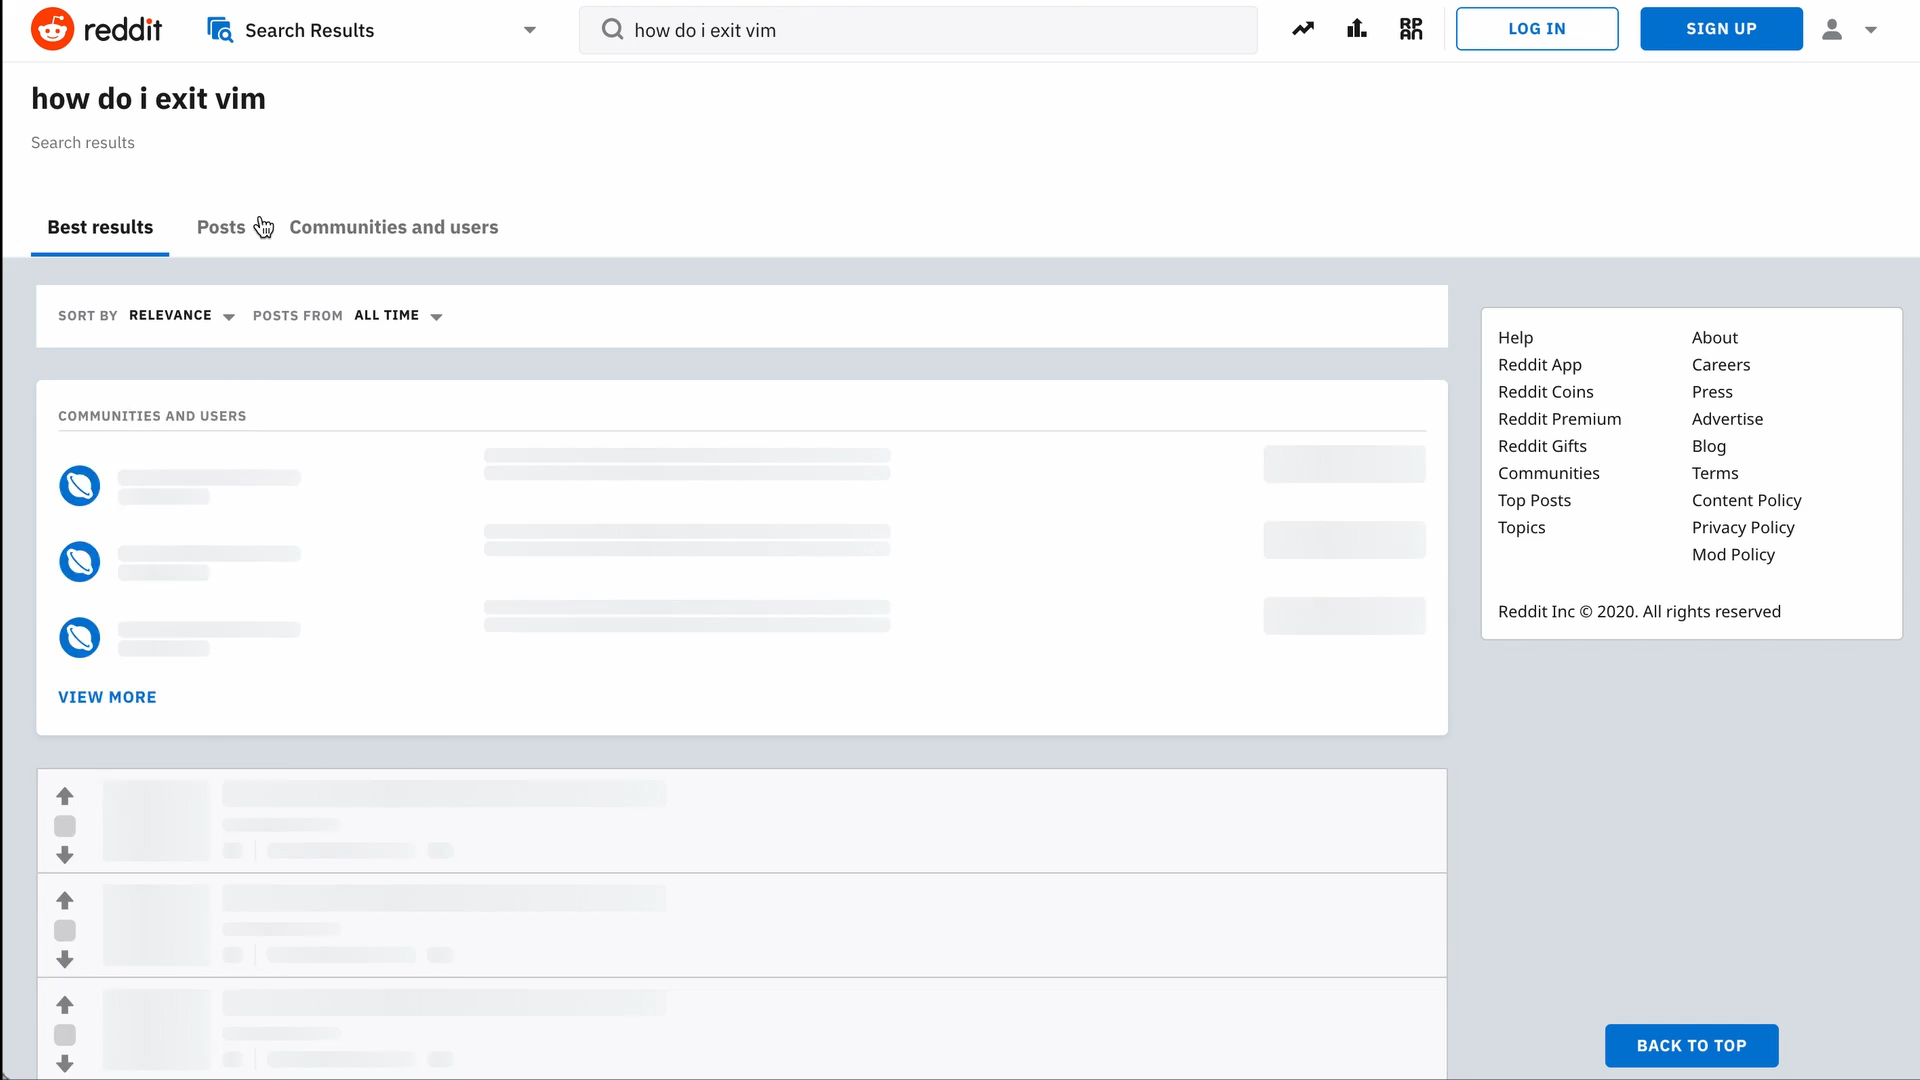 reddit
Search Results
how do i exit vim
LOG IN
SIGN UP
how do i exit vim
Search results
Best results
Posts
Communities and users
SORT BY RELEVANCE
POSTS FROM ALL TIME
COMMUNITIES AND USERS
VIEW MORE
Help
Reddit App
Reddit Coins
Reddit Premium
Reddit Gifts
Communities
Top Posts
Topics
About
Careers
Press
Advertise
Blog
Terms
Content Policy
Privacy Policy
Mod Policy
Reddit Inc © 2020. All rights reserved
BACK TO TOP